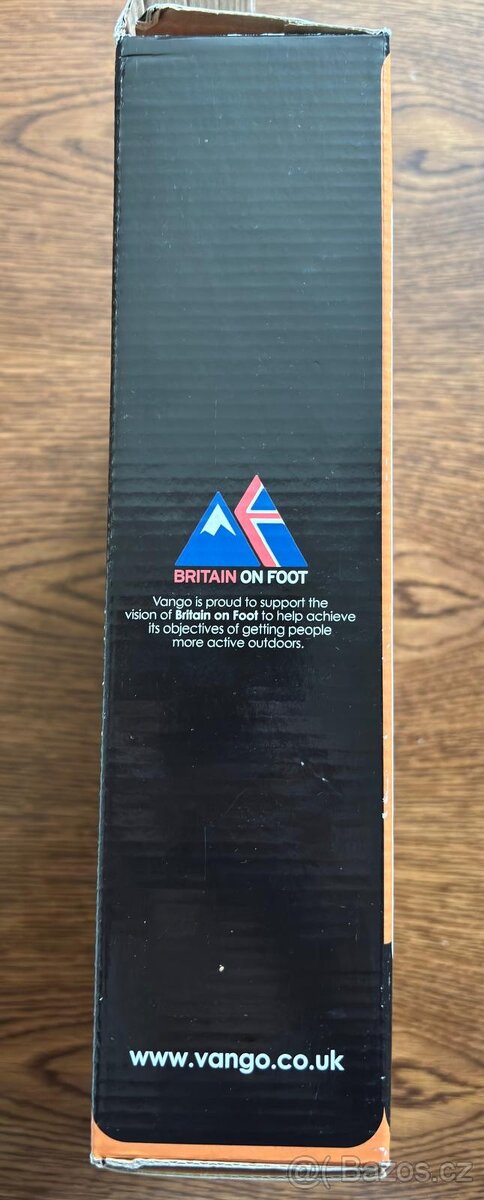 BRITAIN ON FOOT
Vango is proud to support the
vision of Britain on Foot to help achieve
its objectives of getting people
more active outdoors.
www.vango.co.uk
Bazos.cz